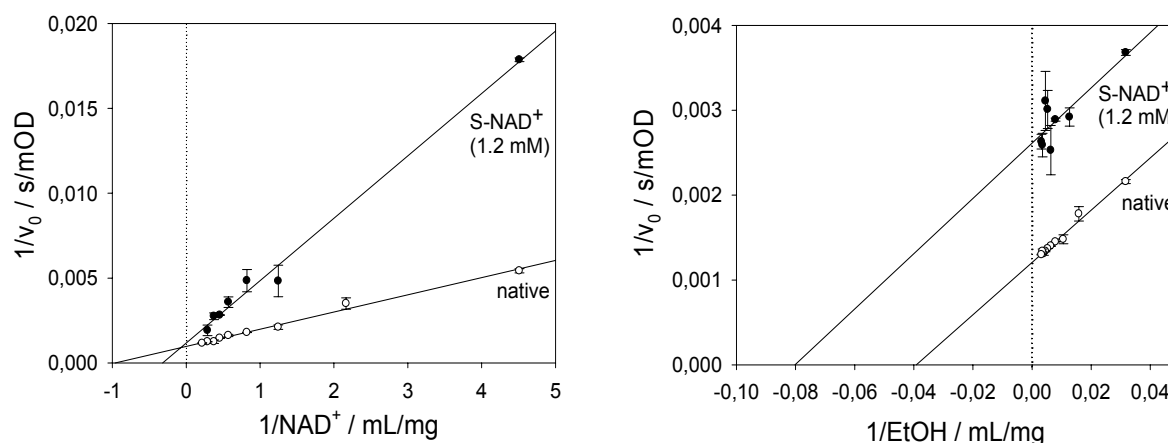 0,020
0,015
0,010
0,005
0,000
1/v0 / s/mOD
S-NAD+
(1.2 mM)
native
-1 0 1 2 3 4 5
1/NAD+ / mL/mg
0,004
0,003
0,002
0,001
0,000
1/v0 / s/mOD
S-NAD+
(1.2 mM
native
-0,10 -0,08 -0,06 -0,04 -0,02 0,00 0,02 0,04
1/EtOH / mL/mg